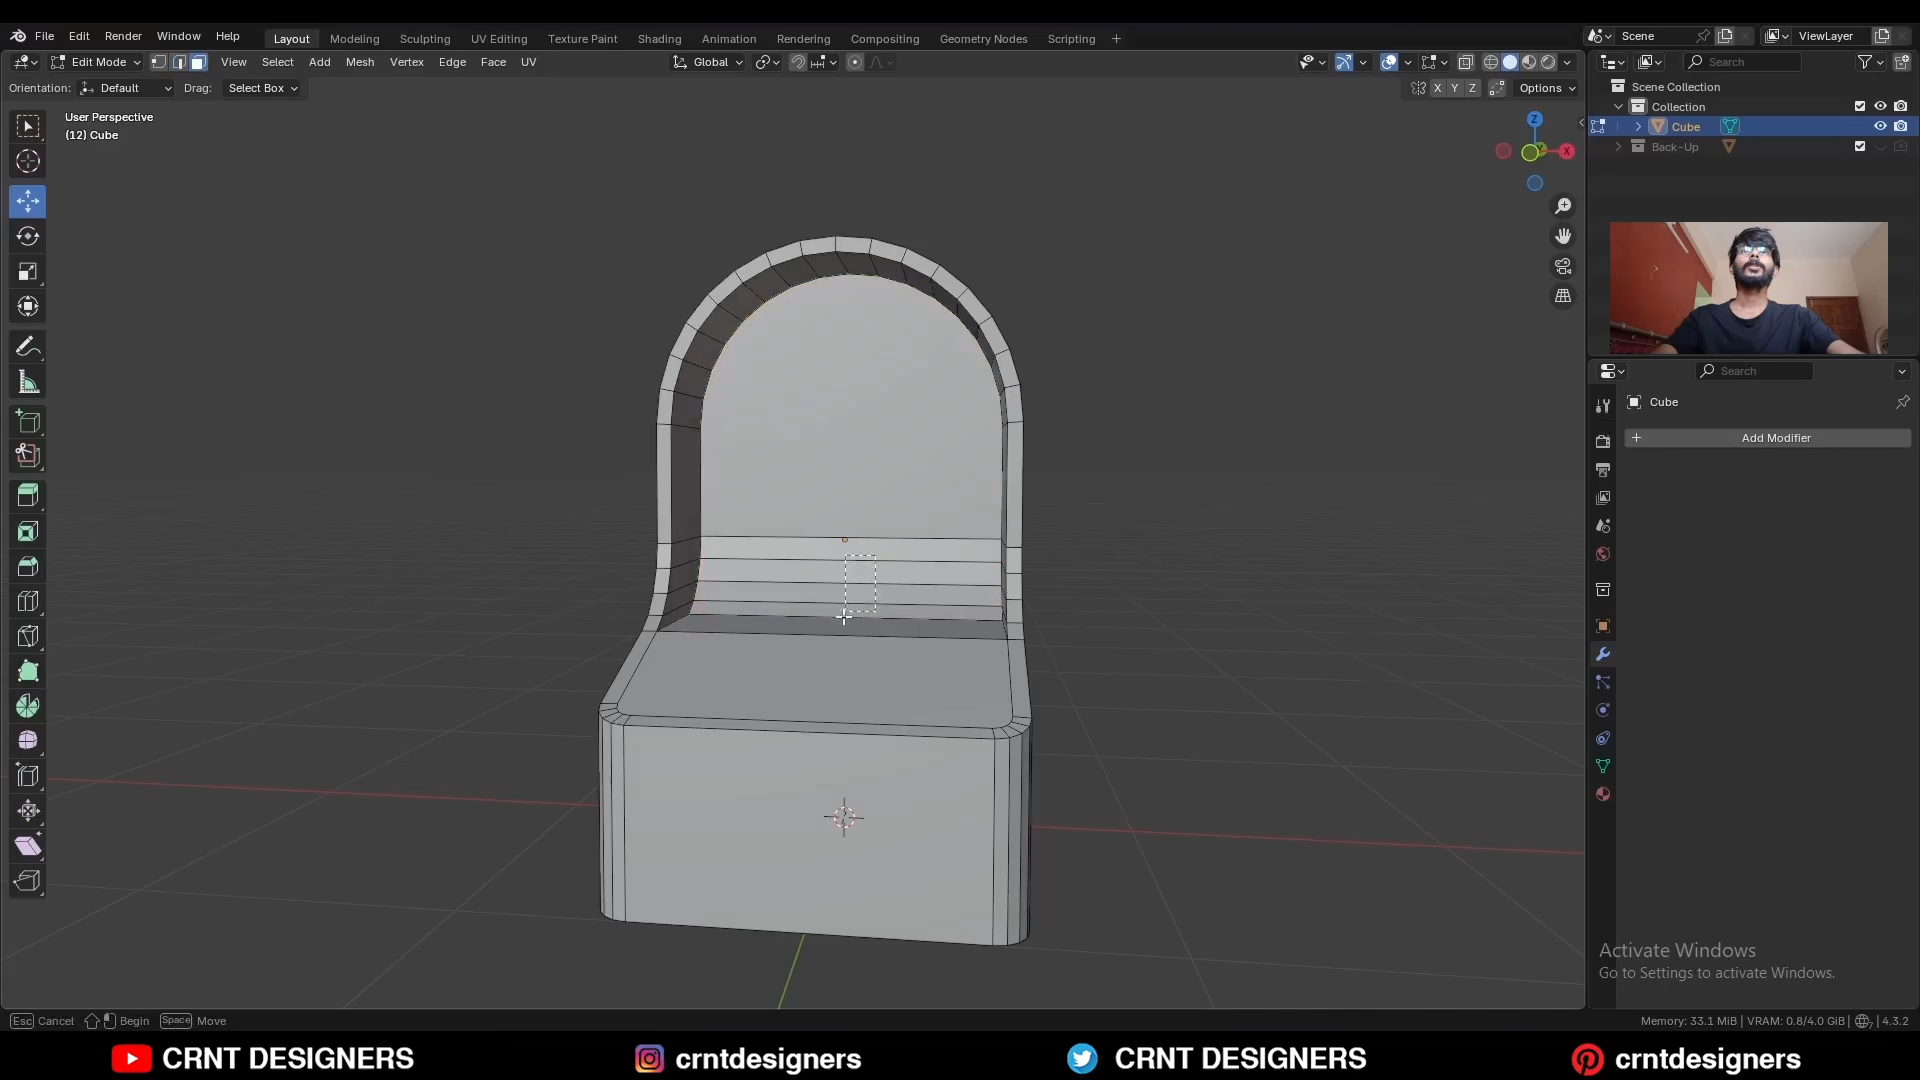 File Edit Render Window Help Layout Modeling Sculpting UV Editing Texture Paint Shading Animation Rendering Compositing Geometry Nodes Scripting + Scene ViewLayer
Edit Mode View Select Add Mesh Vertex Edge Face UV Global Search
Orientation: Default Drag: Select Box X Y Z Options Scene Collection
Collection
User Perspective
(12) Cube
Cube
Back-Up
Z
X
Search
Cube
+ Add Modifier
Activate Windows
Go to Settings to activate Windows.
Esc Cancel Begin Space Move Memory: 33.1 MiB | VRAM: 0.8/4.0 GiB | 7 | 4.3.2
CRNT DESIGNERS crntdesigners CRNT DESIGNERS crntdesigners